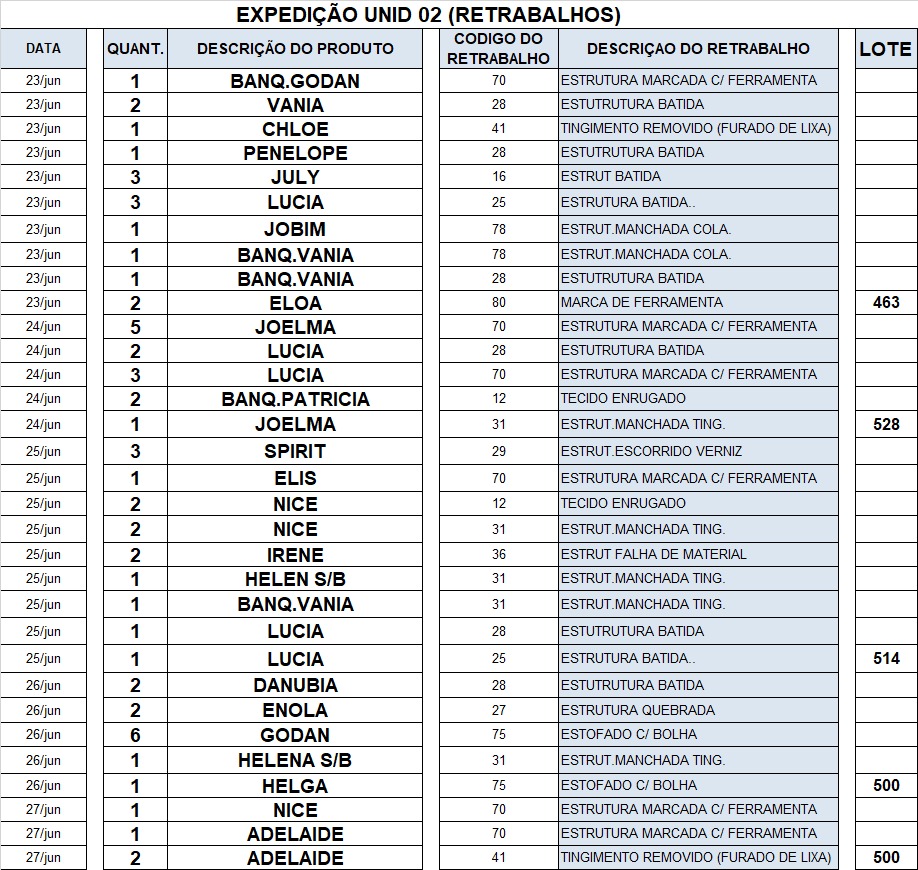 EXPEDIÇÃO UNID 02 (RETRABALHOS)
DATA QUANT. DESCRIÇÃO DO PRODUTO CODIGO DO RETRABALHO DESCRIÇAO DO RETRABALHO LOTE
23/jun 1 BANQ.GODAN 70 ESTRUTURA MARCADA C/ FERRAMENTA
23/jun 2 VANIA 28 ESTUTRUTURA BATIDA
23/jun 1 CHLOE 41 TINGIMENTO REMOVIDO (FURADO DE LIXA)
23/jun 1 PENELOPE 28 ESTUTRUTURA BATIDA
23/jun 3 JULY 16 ESTRUT BATIDA
23/jun 3 LUCIA 25 ESTRUTURA BATIDA..
23/jun 1 JOBIM 78 ESTRUT.MANCHADA COLA.
23/jun 1 BANQ.VANIA 78 ESTRUT.MANCHADA COLA.
23/jun 1 BANQ.VANIA 28 ESTUTRUTURA BATIDA
23/jun 2 ELOA 80 MARCA DE FERRAMENTA 463
24/jun 5 JOELMA 70 ESTRUTURA MARCADA C/ FERRAMENTA
24/jun 2 LUCIA 28 ESTUTRUTURA BATIDA
24/jun 3 LUCIA 70 ESTRUTURA MARCADA C/ FERRAMENTA
24/jun 2 BANQ.PATRICIA 12 TECIDO ENRUGADO
24/jun 1 JOELMA 31 ESTRUT.MANCHADA TING. 528
25/jun 3 SPIRIT 29 ESTRUT.ESCORRIDO VERNIZ
25/jun 1 ELIS 70 ESTRUTURA MARCADA C/ FERRAMENTA
25/jun 2 NICE 12 TECIDO ENRUGADO
25/jun 2 NICE 31 ESTRUT.MANCHADA TING.
25/jun 2 IRENE 36 ESTRUT FALHA DE MATERIAL
25/jun 1 HELEN S/B 31 ESTRUT.MANCHADA TING.
25/jun 1 BANQ.VANIA 31 ESTRUT.MANCHADA TING.
25/jun 1 LUCIA 28 ESTUTRUTURA BATIDA
25/jun 1 LUCIA 25 ESTRUTURA BATIDA.. 514
26/jun 2 DANUBIA 28 ESTUTRUTURA BATIDA
26/jun 2 ENOLA 27 ESTRUTURA QUEBRADA
26/jun 6 GODAN 75 ESTOFADO C/ BOLHA
26/jun 1 HELENA S/B 31 ESTRUT.MANCHADA TING.
26/jun 1 HELGA 75 ESTOFADO C/ BOLHA 500
27/jun 1 NICE 70 ESTRUTURA MARCADA C/ FERRAMENTA
27/jun 1 ADELAIDE 70 ESTRUTURA MARCADA C/ FERRAMENTA
27/jun 2 ADELAIDE 41 TINGIMENTO REMOVIDO (FURADO DE LIXA) 500